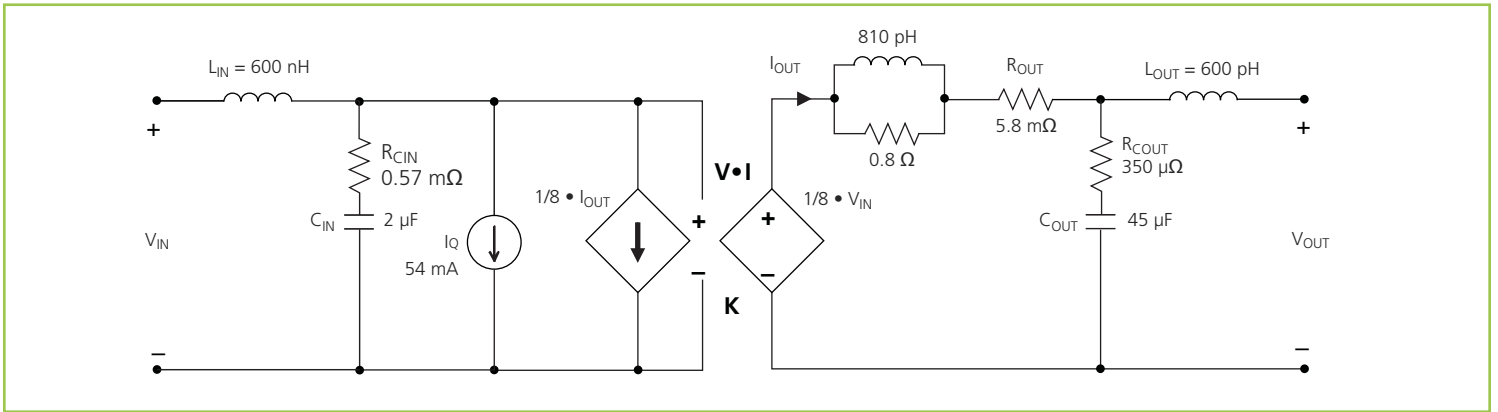 L_IN = 600 nH
+
R_CIN
0.57 mΩ
C_IN 2 µF
V_IN
I_Q
54 mA
1/8 • I_OUT
V•I
+
−
K
−
I_OUT
810 pH
0.8 Ω
R_OUT
5.8 mΩ
L_OUT = 600 pH
1/8 • V_IN
+
−
R_COUT
350 µΩ
C_OUT 45 µF
+
V_OUT
−